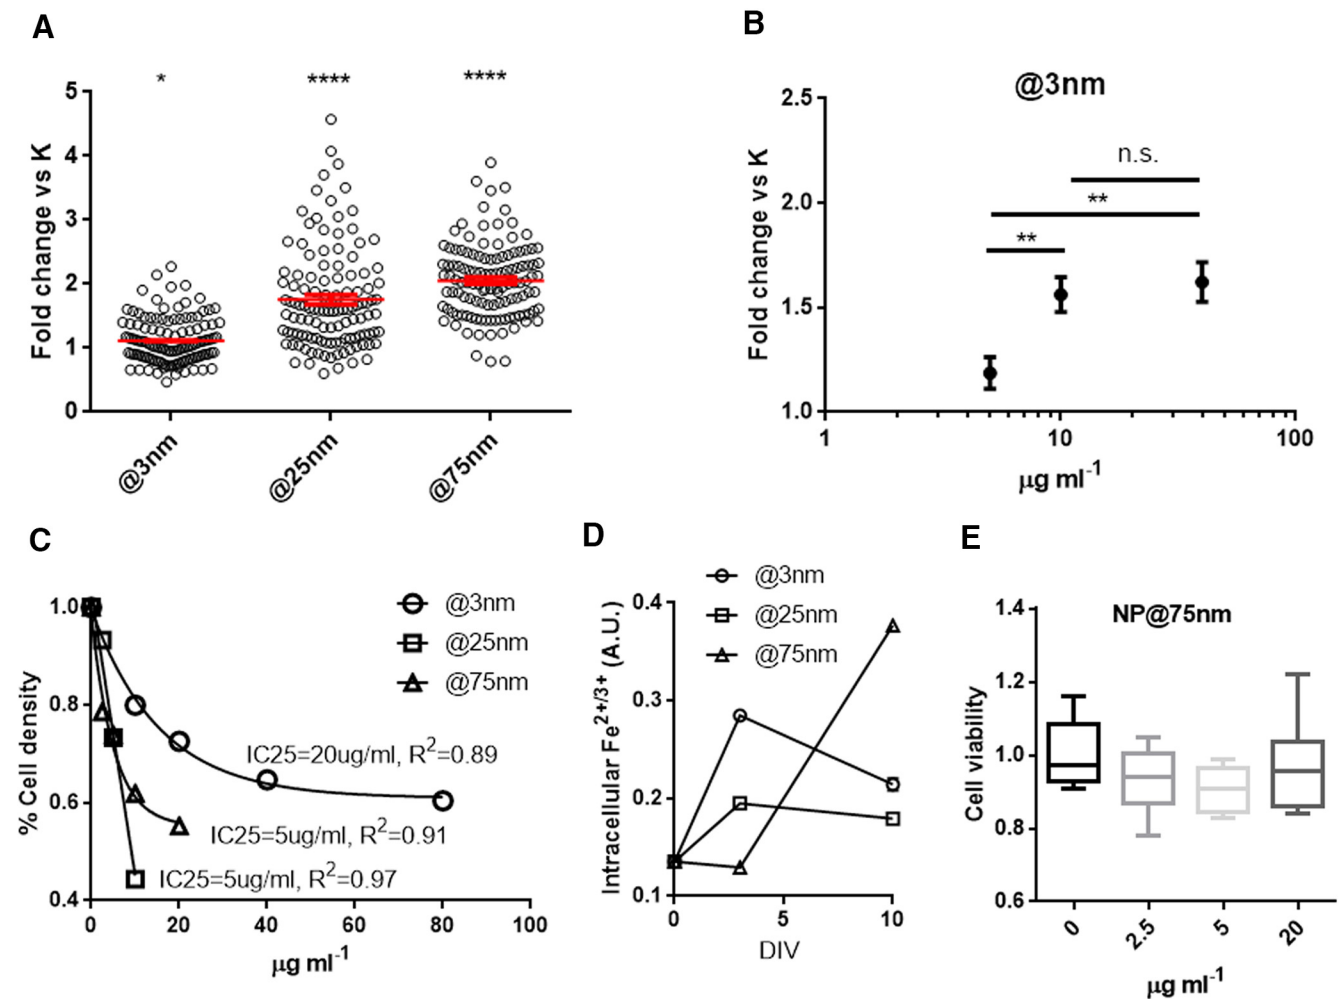 A
* **** ****
Fold change vs K
5
4
3
2
1
0
@3nm @25nm @75nm
B
@3nm
Fold change vs K
2.5
2.0
1.5
1.0
n.s.
**
**
1 10 100
µg ml-1
C
% Cell density
1.0
0.8
0.6
0.4
@3nm
@25nm
@75nm
IC25=20ug/ml, R2=0.89
IC25=5ug/ml, R2=0.91
IC25=5ug/ml, R2=0.97
0 20 40 60 80 100
µg ml-1
D
@3nm
@25nm
@75nm
Intracellular Fe2+/3+ (A.U.)
0.4
0.3
0.2
0.1
0 5 10
DIV
E
NP@75nm
Cell viability
1.4
1.2
1.0
0.8
0.6
0 2.5 5 20
µg ml-1